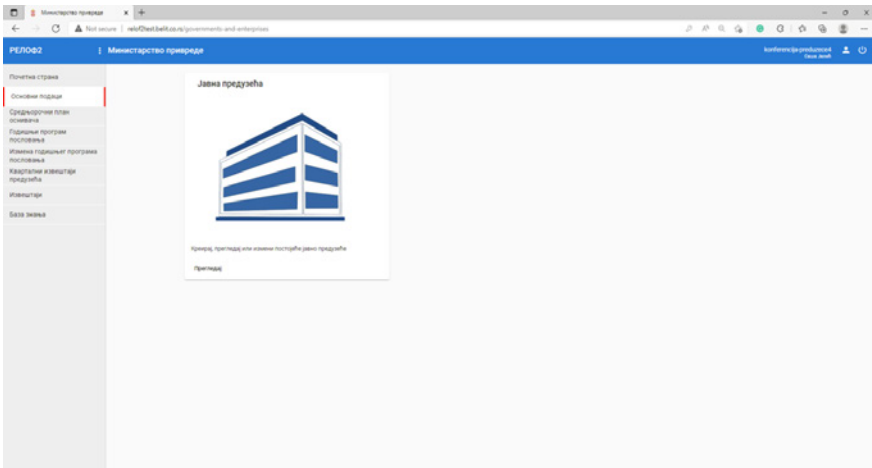 Министарство привреде
Not secure | relof2test.belit.co.rs/governments-and-enterprises
РЕЛОФ2
Министарство привреде
konferencija-preduzece4
Почетна страна
Основни подаци
Средњорочни план
оснивача
Годишњи програм
пословања
Измена годишњег програма
пословања
Квартални извештаји
предузећа
Извештаји
База знања
Јавна предузећа
Креирај, прегледај или измени постојеће јавно предузеће
Прегледај